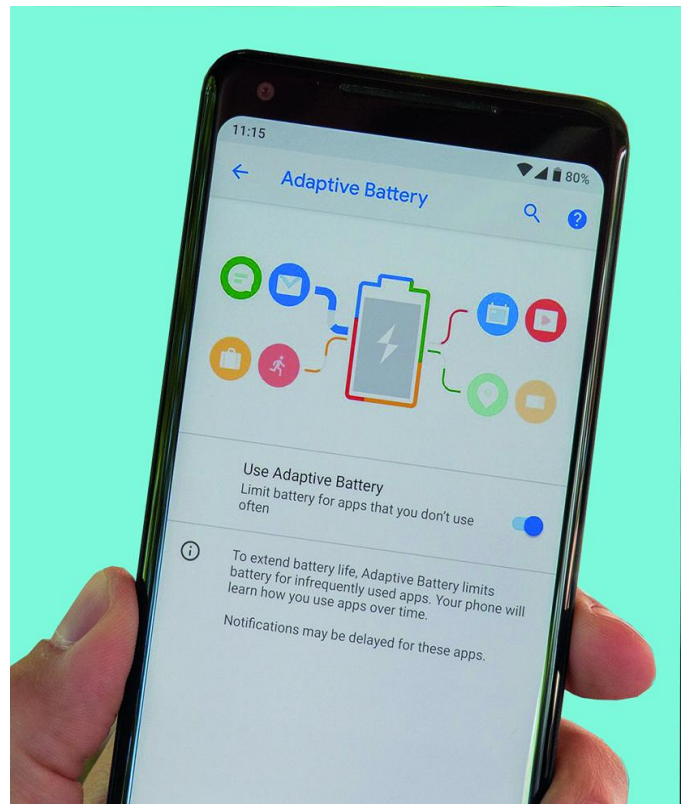 11:15
80%
Adaptive Battery
?
Use Adaptive Battery
Limit battery for apps that you don't use
often
To extend battery life, Adaptive Battery limits
battery for infrequently used apps. Your phone will
learn how you use apps over time.
Notifications may be delayed for these apps.